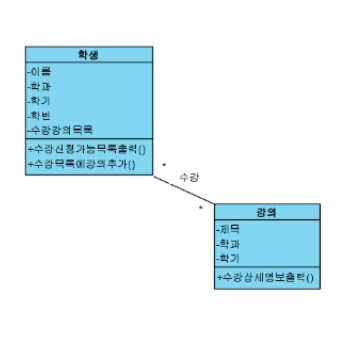 학생
-이름
-학과
-학기
-학번
-수강강의목록
+수강신청가능목록출력()
+수강목록에강의추가()
*
수강
*
강의
-제목
-학과
-학기
+수강상세명보출력()